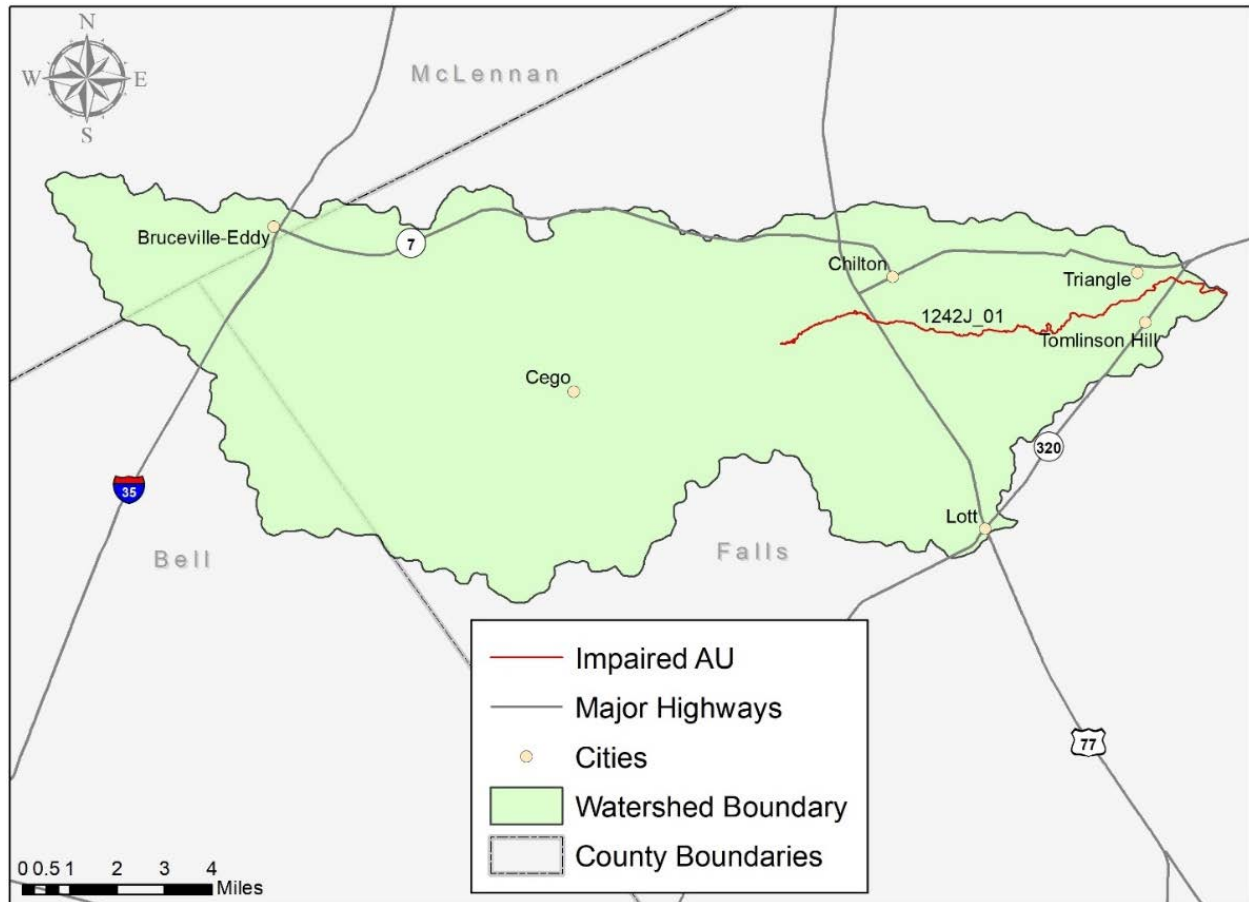 N
W E
S
McLennan
Bruceville-Eddy
7
Chilton
Triangle
1242J_01
Tomlinson Hill
Cego
320
35
Lott
Bell
Falls
Impaired AU
Major Highways
Cities
Watershed Boundary
County Boundaries
77
0 0.5 1 2 3 4
Miles